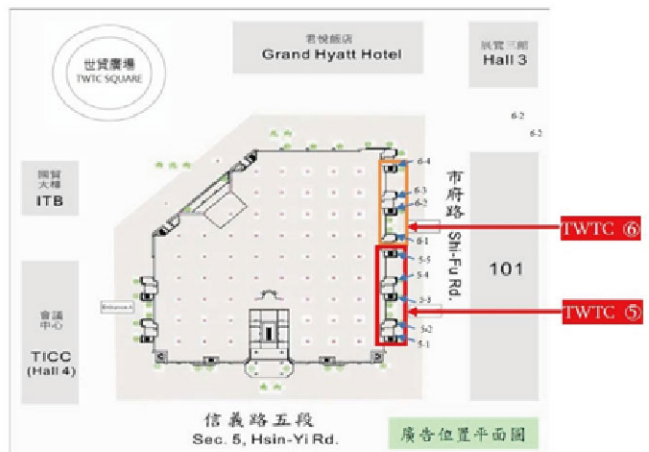 世貿廣場
TWTC SQUARE
君悅飯店
Grand Hyatt Hotel
展覽三館
Hall 3
6-2
6-2
國貿
大樓
ITB
6-4
6-3
6-2
6-1
市府路 Shi-Fu Rd.
TWTC ⑥
5-5
5-4
5-3
101
TWTC ⑤
5-2
5-1
會議
中心
TICC
(Hall 4)
信義路五段
Sec. 5, Hsin-Yi Rd.
廣告位置平面圖